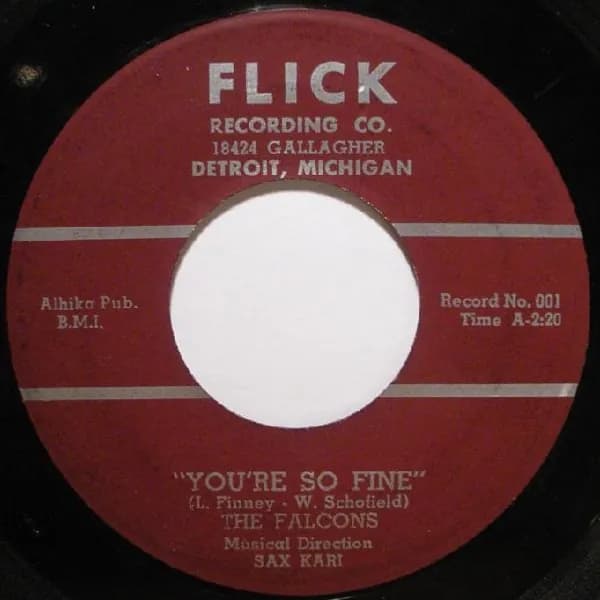 FLICK
RECORDING CO.
18424 GALLAGHER
DETROIT, MICHIGAN
Alhika Pub.
B.M.I.
Record No. 001
Time A-2:20
"YOU'RE SO FINE"
(L. Finney - W. Schofield)
THE FALCONS
Musical Direction
SAX KARI